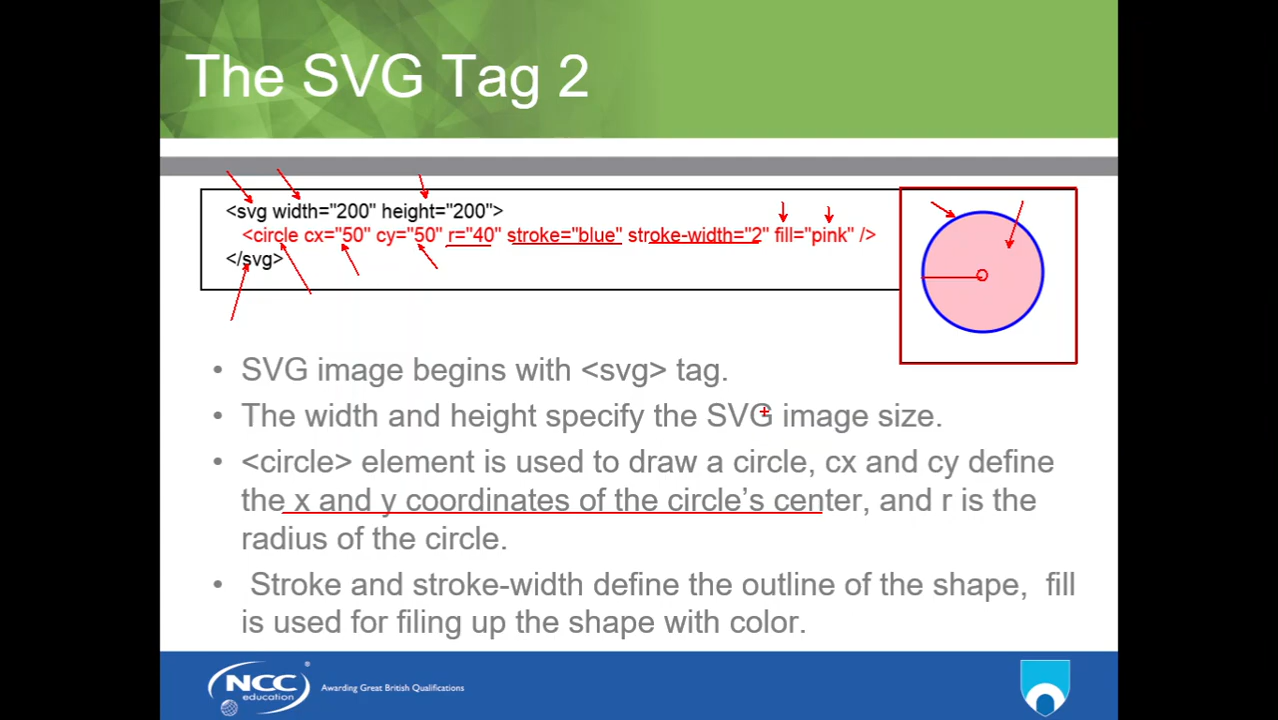 The SVG Tag 2
<svg width="200" height="200">
<circle cx="50" cy="50" r="40" stroke="blue" stroke-width="2" fill="pink" />
</svg>
• SVG image begins with <svg> tag.
• The width and height specify the SVG image size.
• <circle> element is used to draw a circle, cx and cy define
the x and y coordinates of the circle’s center, and r is the
radius of the circle.
• Stroke and stroke-width define the outline of the shape, fill
is used for filing up the shape with color.
NCC
education
®
Awarding Great British Qualifications